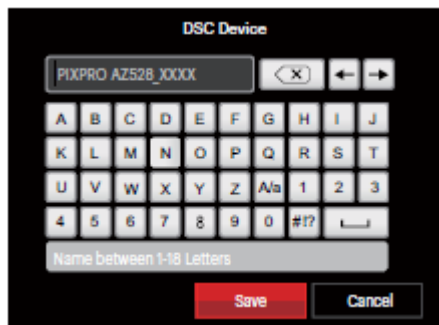 DSC Device
PIXPRO AZ528_XXXX
A B C D E F G H I J
K L M N O P Q R S T
U V W X Y Z A/a 1 2 3
4 5 6 7 8 9 0 #!?
Name between 1-18 Letters
Save Cancel